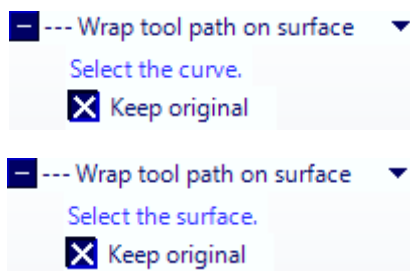 --- Wrap tool path on surface
Select the curve.
Keep original
--- Wrap tool path on surface
Select the surface.
Keep original